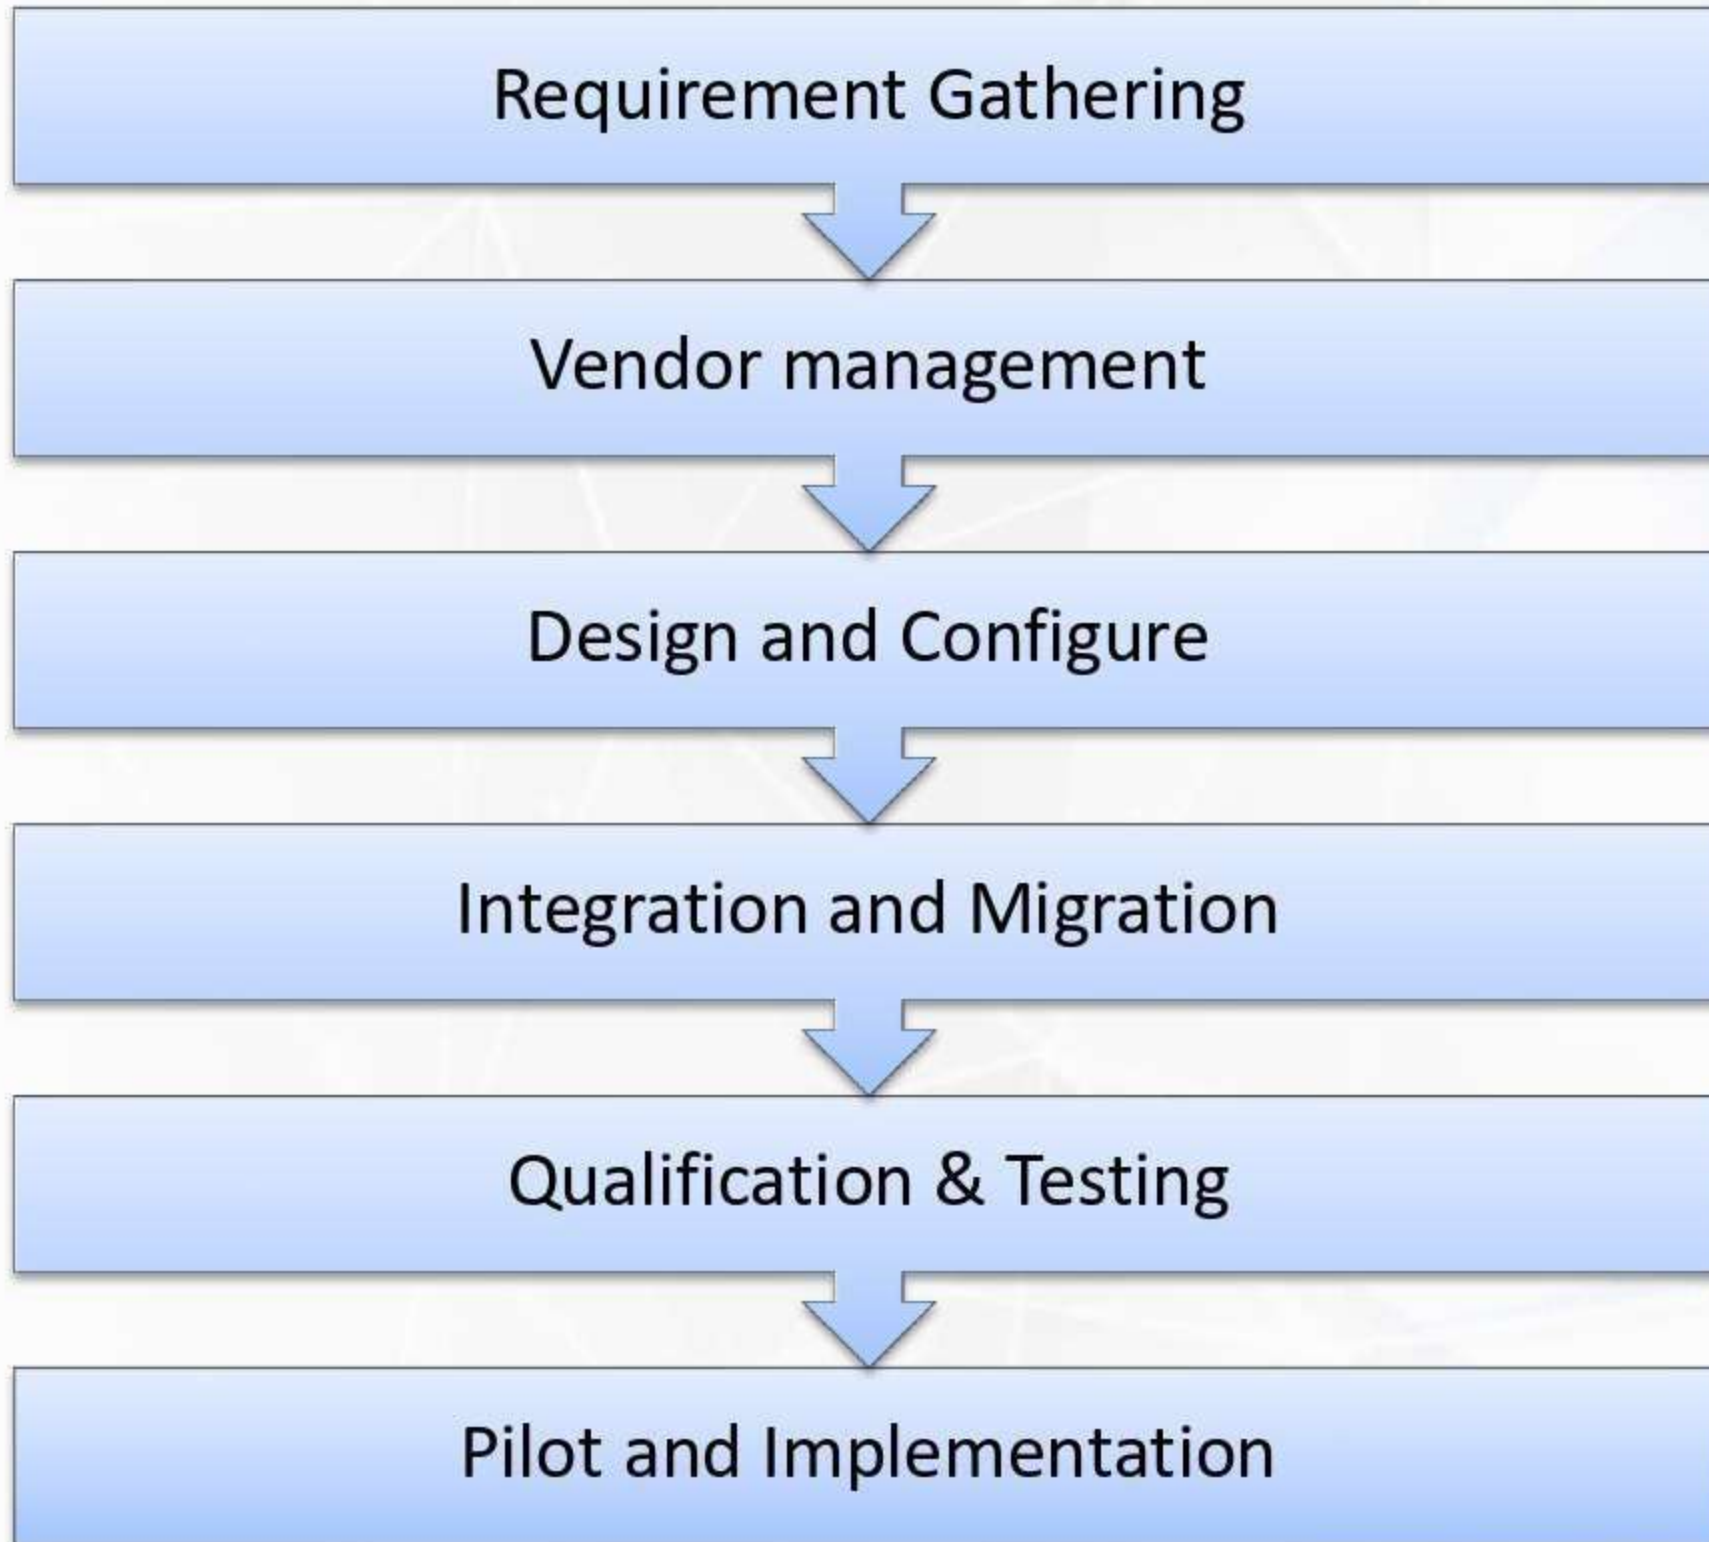 Requirement Gathering
Vendor management
Design and Configure
Integration and Migration
Qualification & Testing
Pilot and Implementation